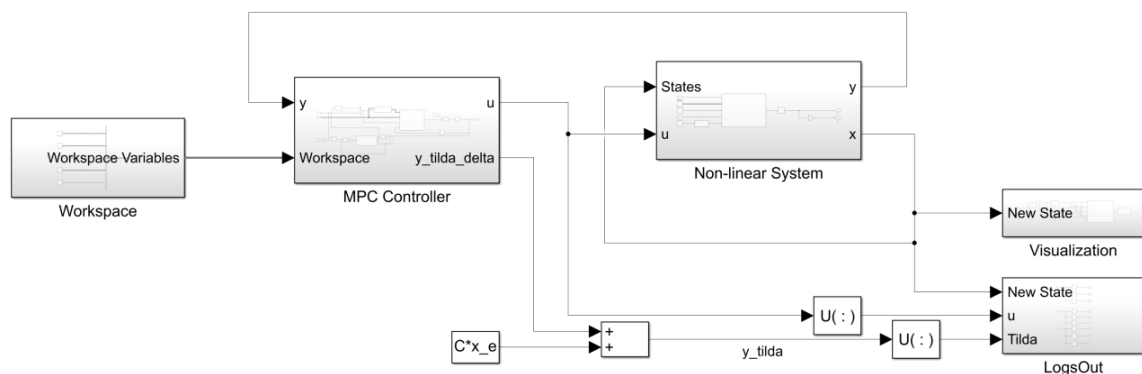 Workspace Variables
Workspace
y
Workspace
u
y_tilda_delta
MPC Controller
States
u
y
x
Non-linear System
New State
Visualization
New State
u
Tilda
LogsOut
U( : )
U( : )
C*x_e
+
+
y_tilda